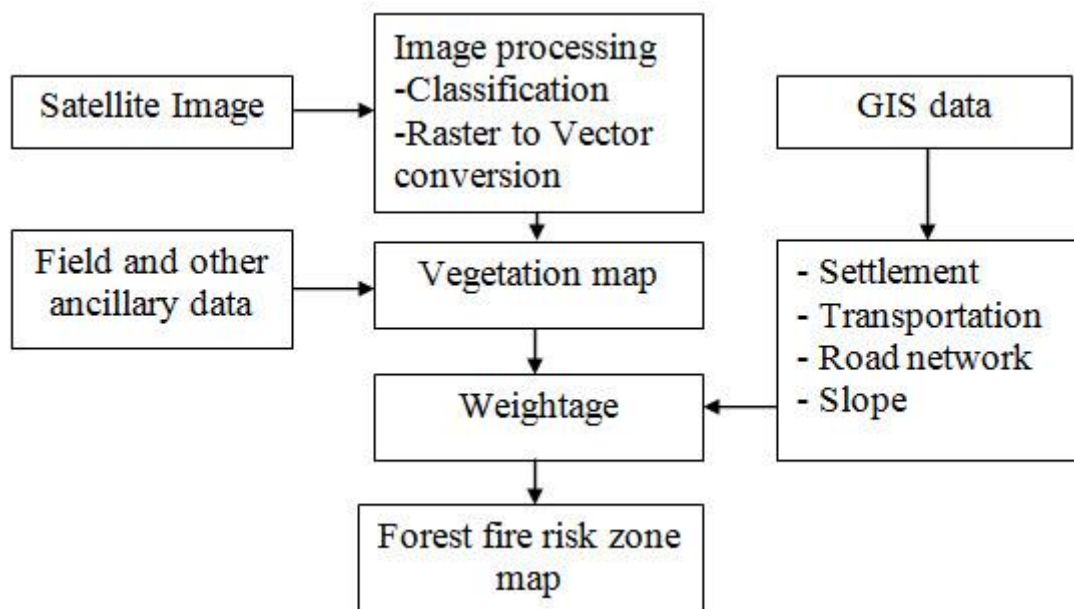 Satellite Image
Image processing
-Classification
-Raster to Vector
conversion
GIS data
Field and other
ancillary data
Vegetation map
- Settlement
- Transportation
- Road network
- Slope
Weightage
Forest fire risk zone
map